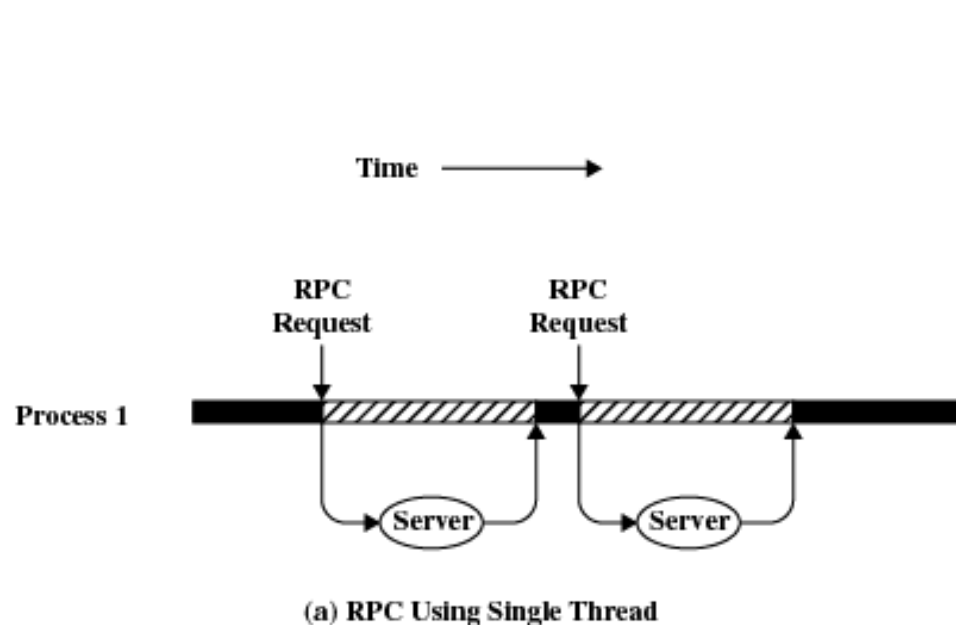 Time
RPC
Request
RPC
Request
Process 1
Server
Server
(a) RPC Using Single Thread